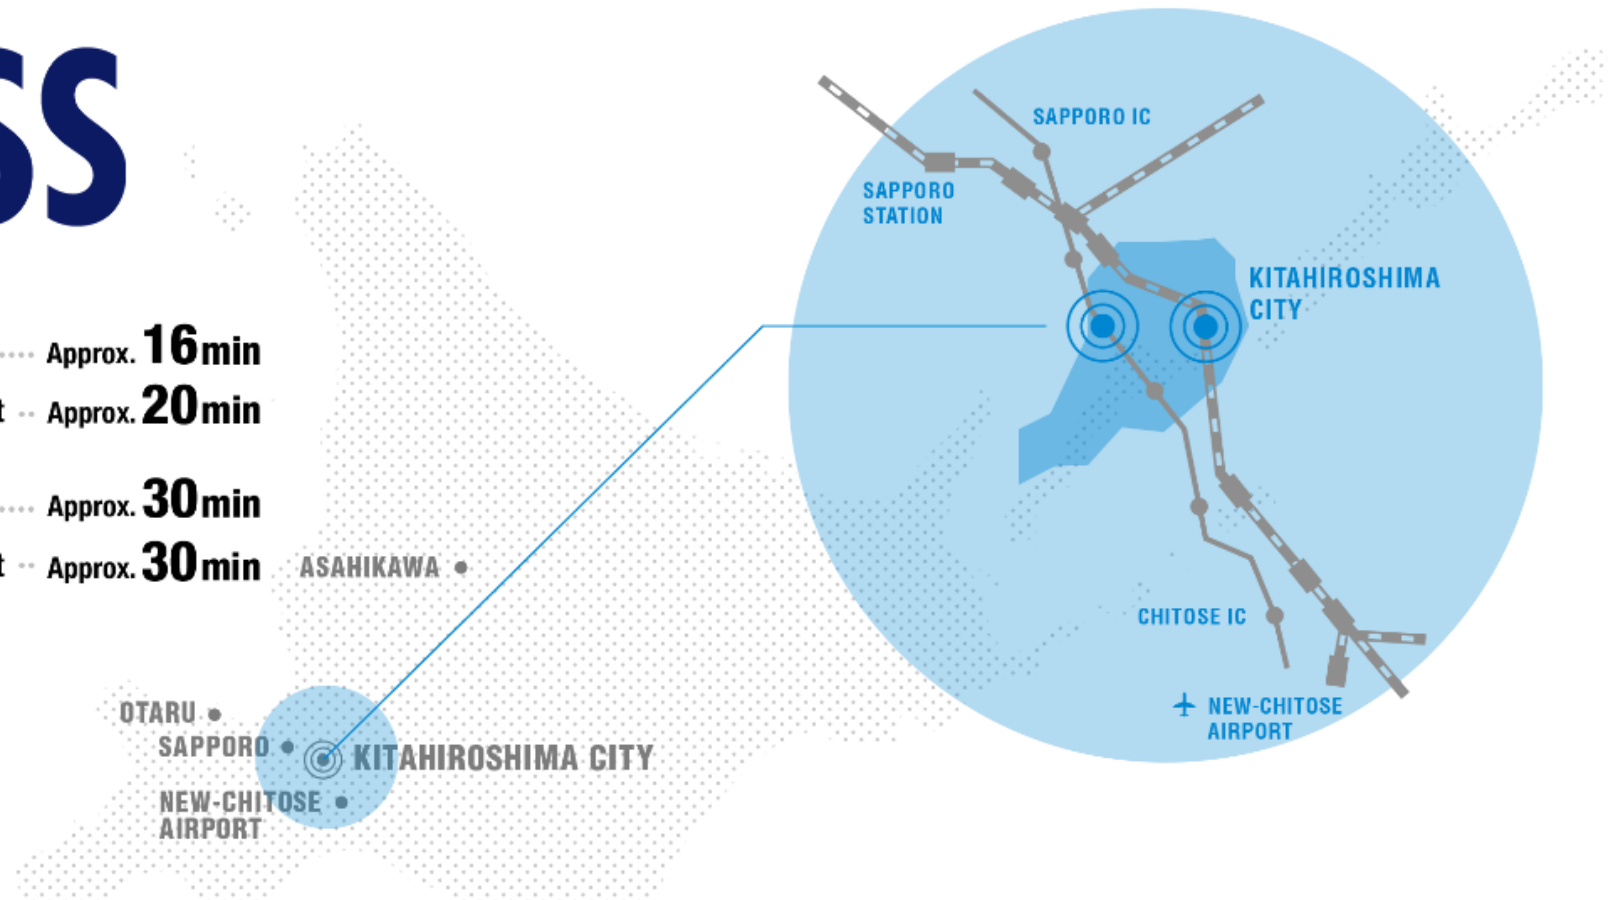 SS
Approx. 16min
t Approx. 20min
Approx. 30min
t Approx. 30min
ASAHIKAWA
OTARU
SAPPORO
KITAHIROSHIMA CITY
NEW-CHITOSE
AIRPORT
SAPPORO IC
SAPPORO
STATION
KITAHIROSHIMA
CITY
CHITOSE IC
NEW-CHITOSE
AIRPORT